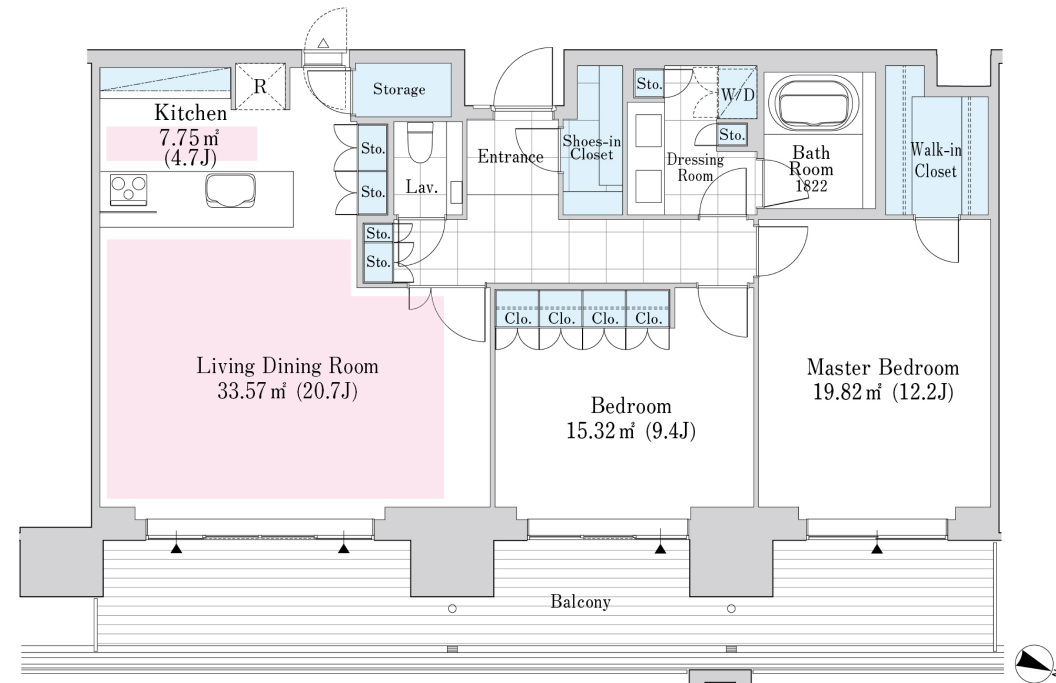 R
Storage
Kitchen
7.75㎡
(4.7J)
Sto.
Sto.
Lav.
Entrance
Shoes-in
Closet
Sto.
W/D
Sto.
Dressing
Room
Bath
Room
1822
Walk-in
Closet
Sto.
Sto.
Clo.
Clo.
Clo.
Clo.
Living Dining Room
33.57㎡ (20.7J)
Bedroom
15.32㎡ (9.4J)
Master Bedroom
19.82㎡ (12.2J)
Balcony